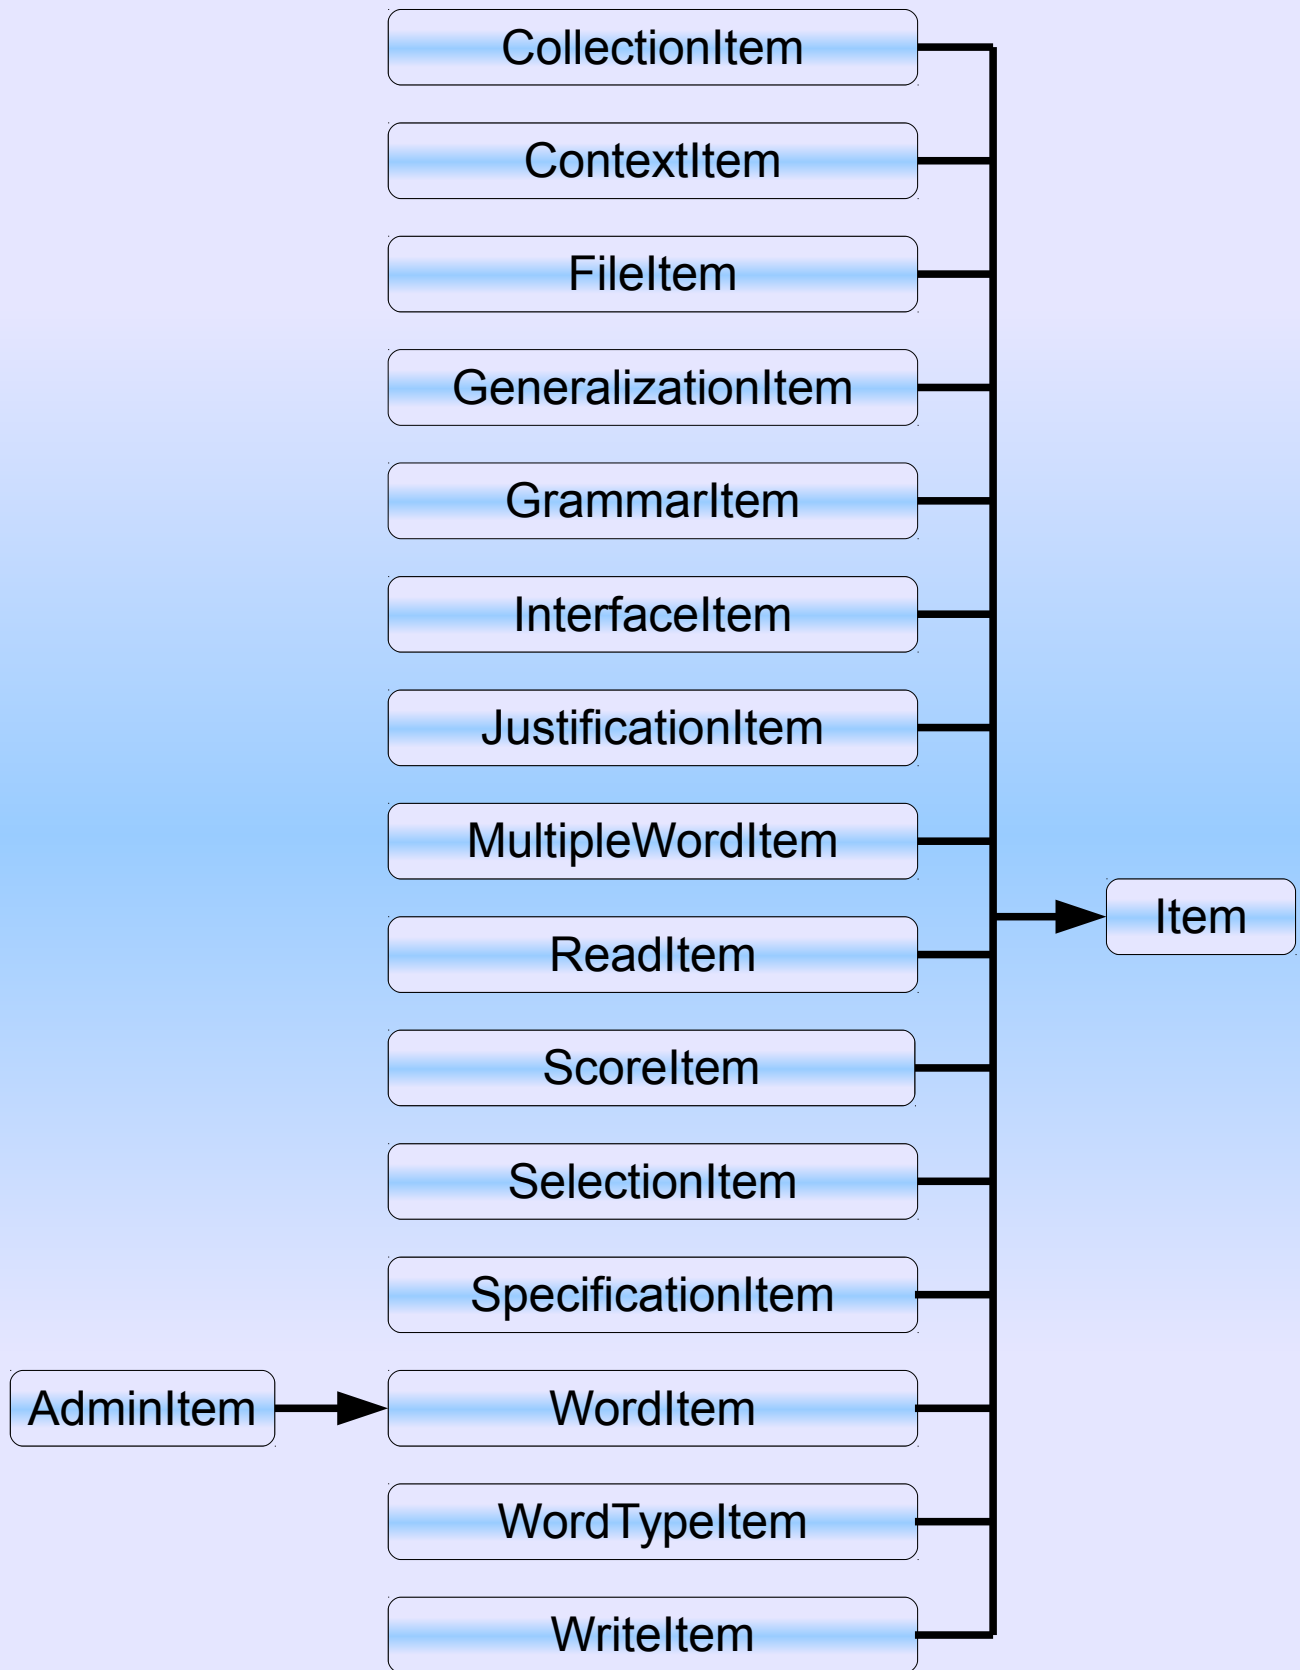 CollectionItem
ContextItem
FileItem
GeneralizationItem
GrammarItem
InterfaceItem
JustificationItem
MultipleWordItem
ReadItem
Item
ScoreItem
SelectionItem
SpecificationItem
AdminItem
WordItem
WordTypeItem
WriteItem